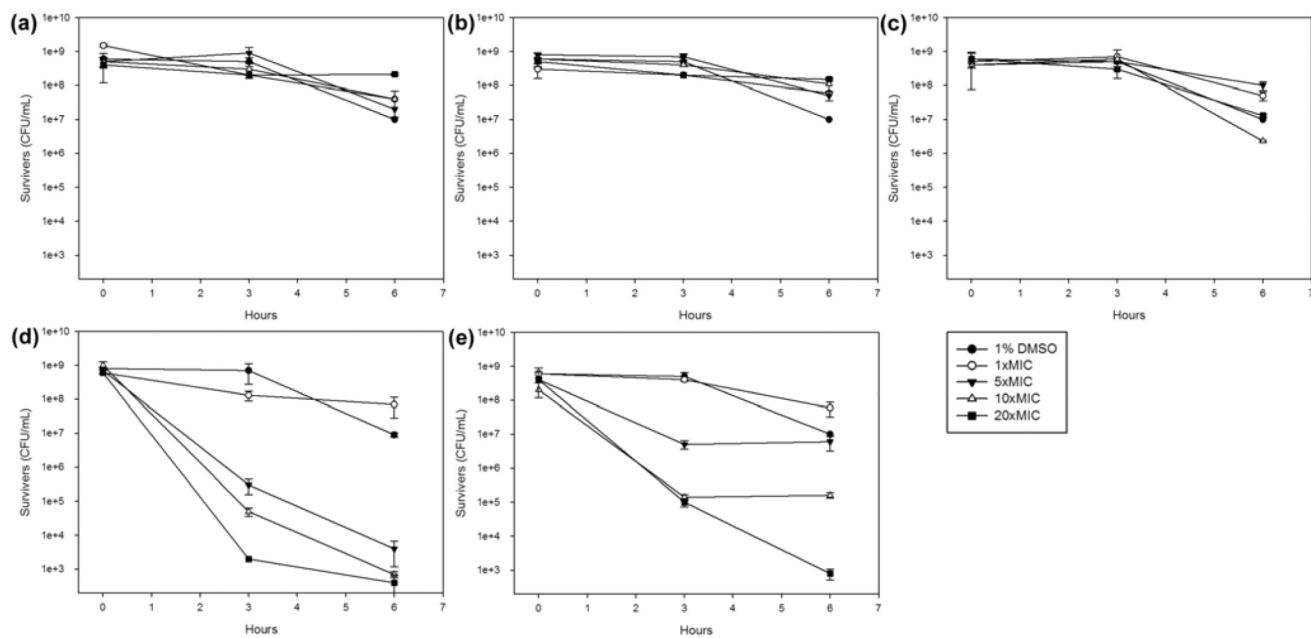 (a)
1e+10
1e+9
1e+8
1e+7
1e+6
1e+5
1e+4
1e+3
Survivers (CFU/mL)
0 1 2 3 4 5 6 7
Hours
(b)
1e+10
1e+9
1e+8
1e+7
1e+6
1e+5
1e+4
1e+3
Survivers (CFU/mL)
0 1 2 3 4 5 6 7
Hours
(c)
1e+10
1e+9
1e+8
1e+7
1e+6
1e+5
1e+4
1e+3
Survivers (CFU/mL)
0 1 2 3 4 5 6 7
Hours
(d)
1e+10
1e+9
1e+8
1e+7
1e+6
1e+5
1e+4
1e+3
Survivers (CFU/mL)
0 1 2 3 4 5 6 7
Hours
(e)
1e+10
1e+9
1e+8
1e+7
1e+6
1e+5
1e+4
1e+3
Survivers (CFU/mL)
0 1 2 3 4 5 6 7
Hours
1% DMSO
1xMIC
5xMIC
10xMIC
20xMIC